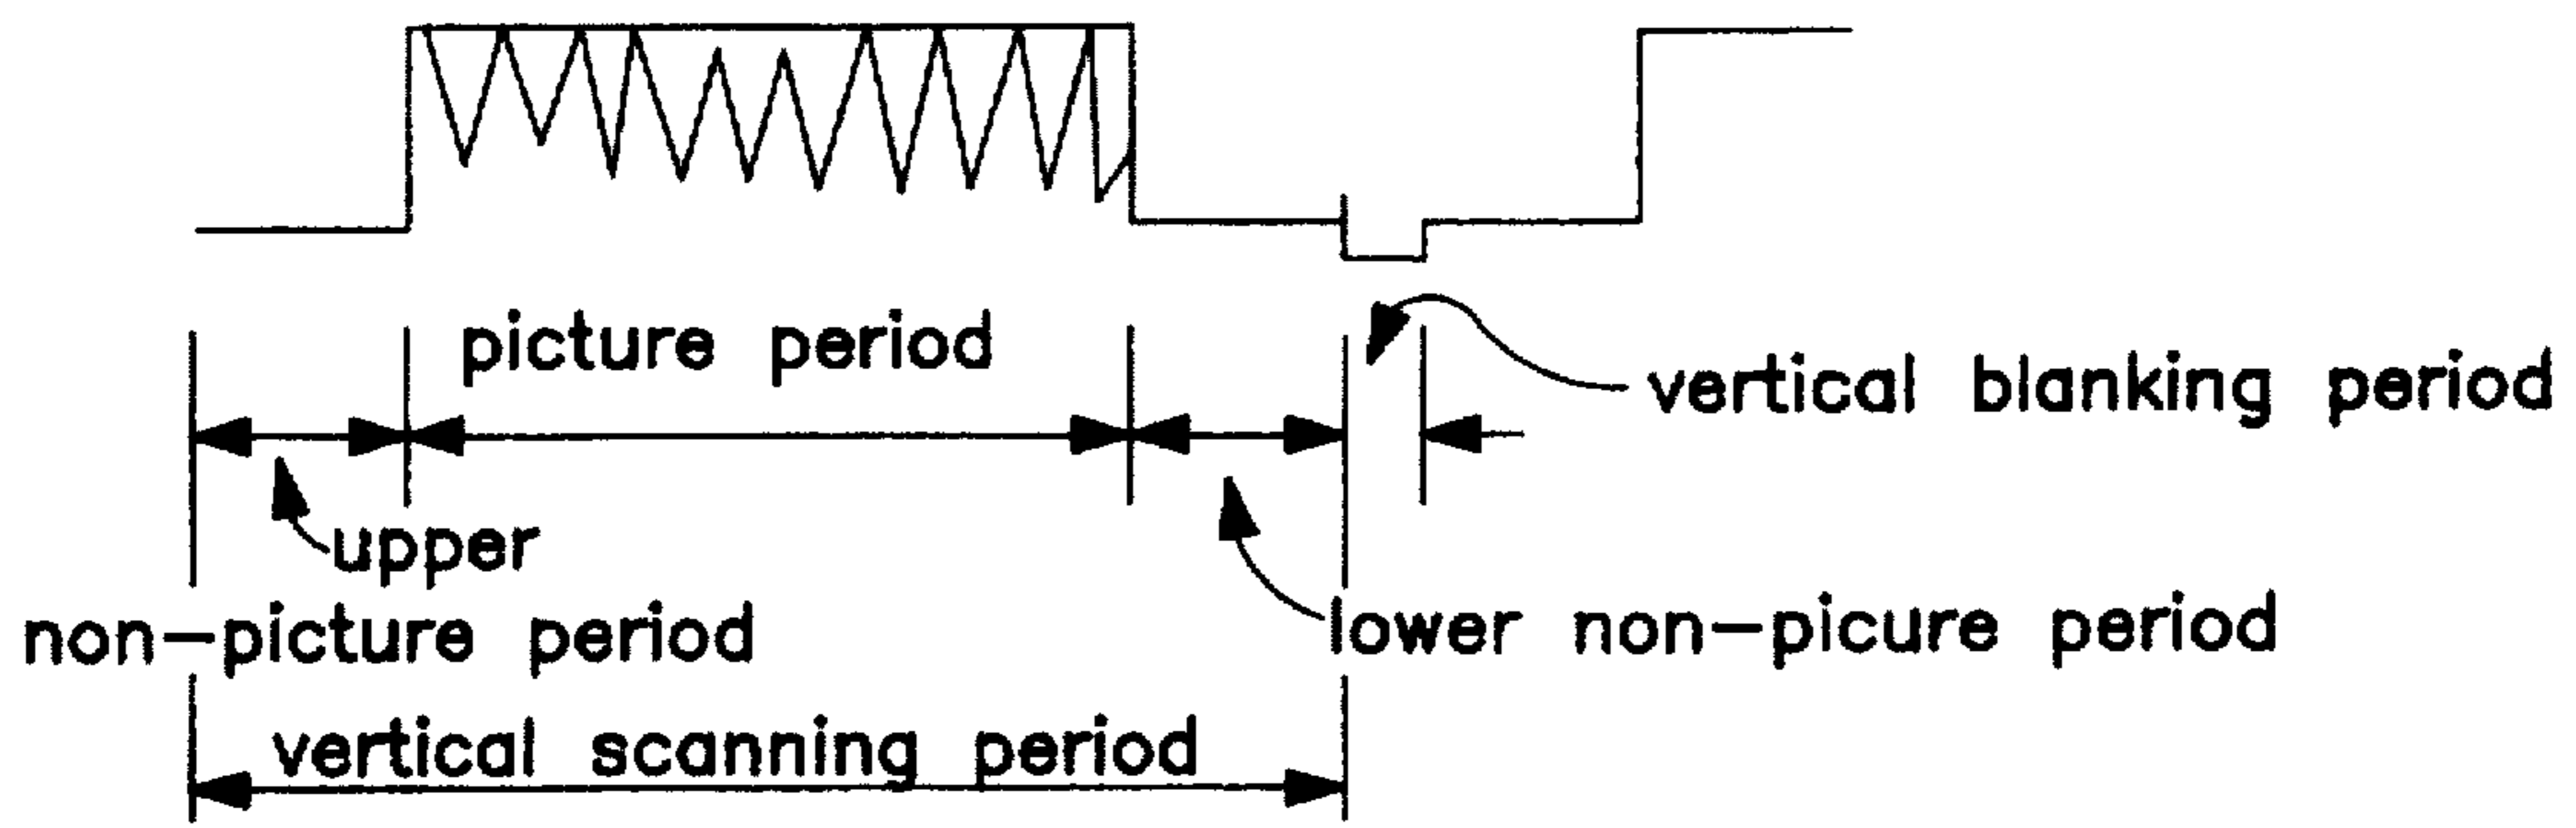 picture period
vertical blanking period
upper
non-picture period
lower non-picure period
vertical scanning period